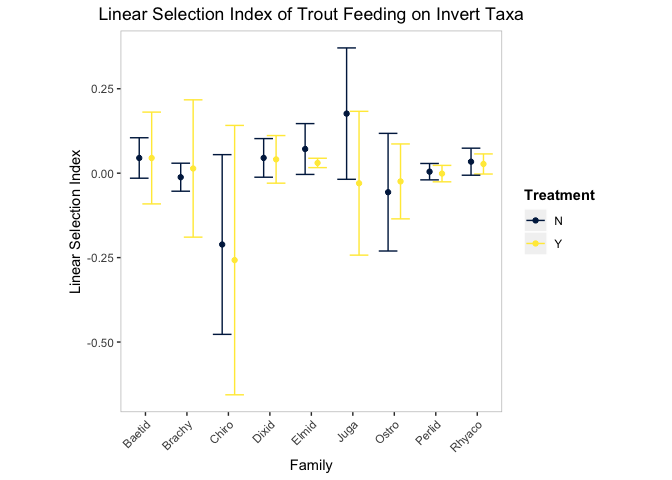 Linear Selection Index of Trout Feeding on Invert Taxa
Linear Selection Index
0.25
0.00
-0.25
-0.50
Baetid
Brachy
Chiro
Dixid
Elmid
Juga
Ostro
Perlid
Rhyaco
Family
Treatment
N
Y